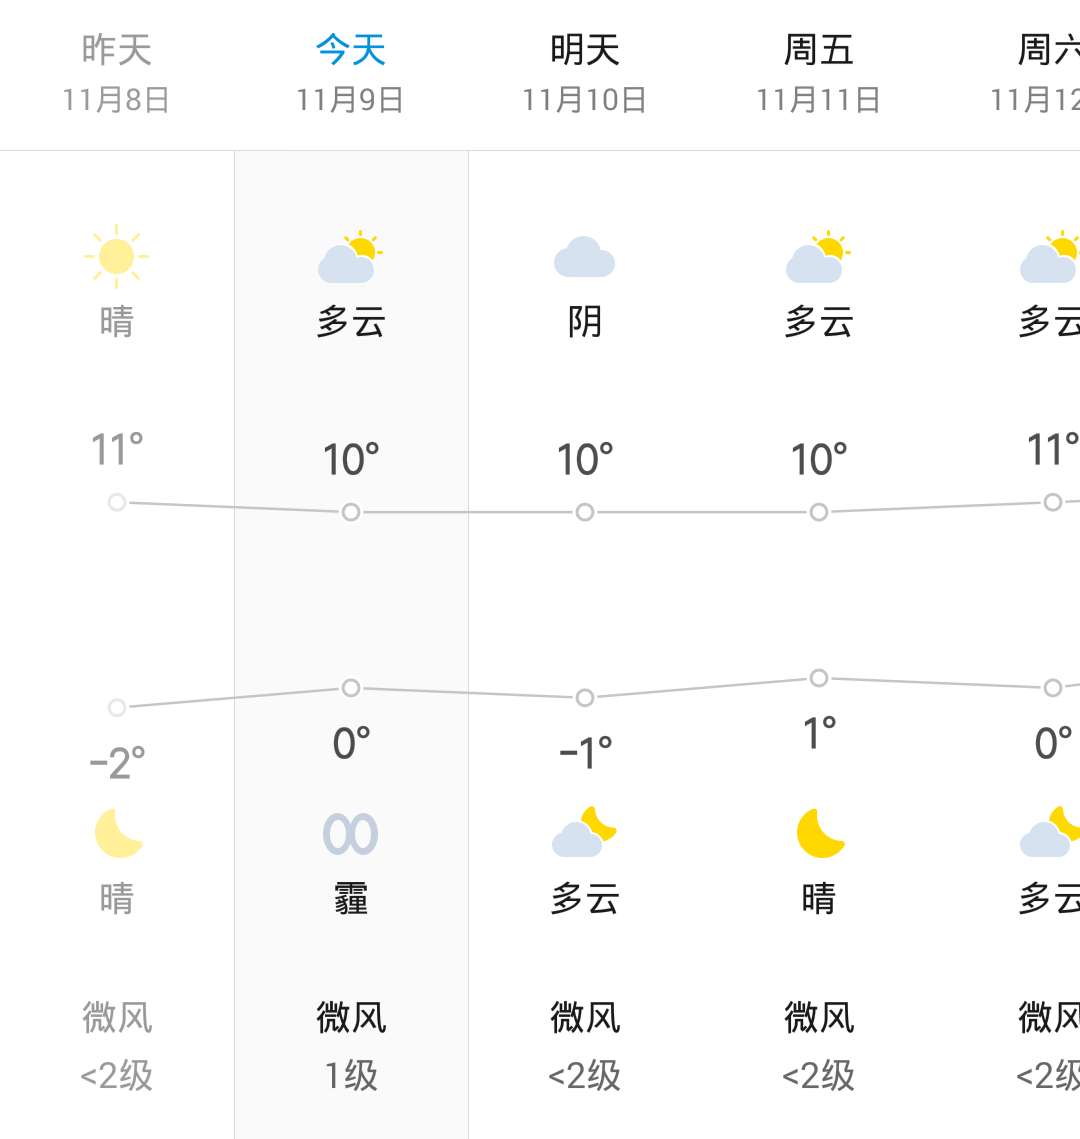 昨天 今天 明天 周五 周六
11月8日 11月9日 11月10日 11月11日 11月12
晴 多云 阴 多云 多云
11° 10° 10° 10° 11°
-2° 0° -1° 1° 0°
晴 霾 多云 晴 多云
微风 微风 微风 微风 微风
<2级 1级 <2级 <2级 <2级